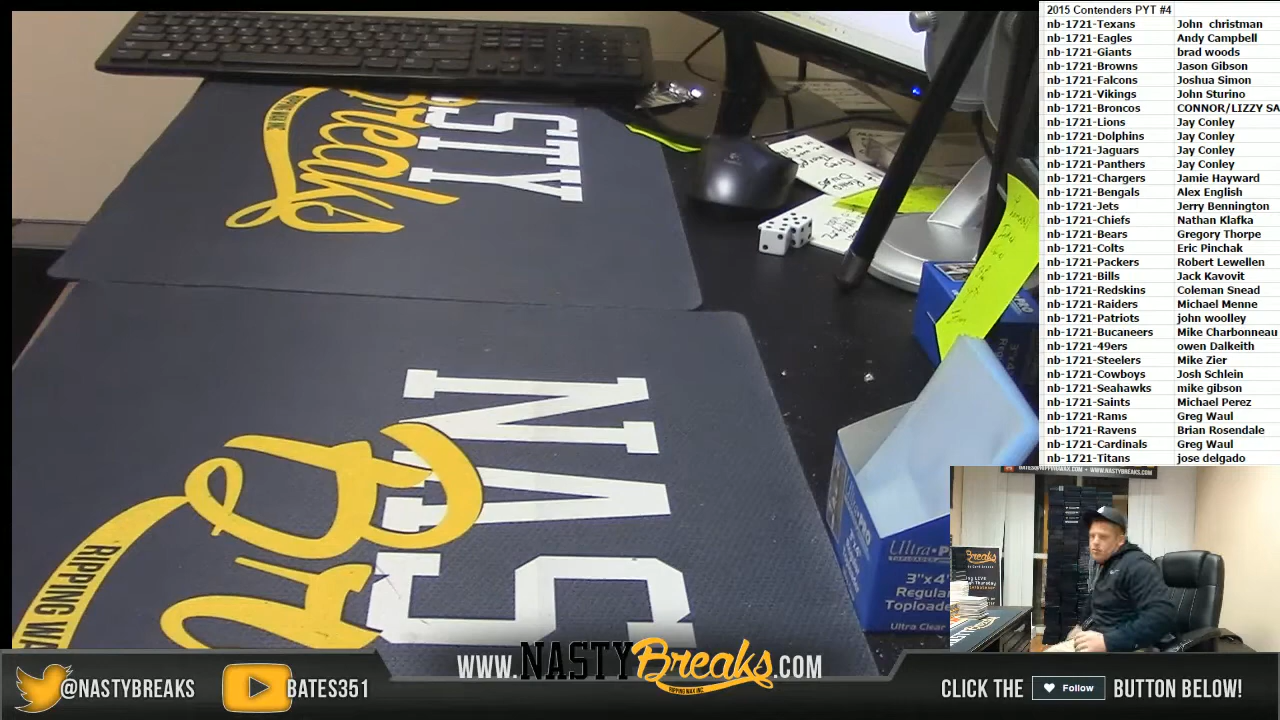 2015 Contenders PYT #4
nb-1721-Texans John christman
nb-1721-Eagles Andy Campbell
nb-1721-Giants brad woods
nb-1721-Browns Jason Gibson
nb-1721-Falcons Joshua Simon
nb-1721-Vikings John Sturino
nb-1721-Broncos CONNOR/LIZZY SA
nb-1721-Lions Jay Conley
nb-1721-Dolphins Jay Conley
nb-1721-Jaguars Jay Conley
nb-1721-Panthers Jay Conley
nb-1721-Chargers Jamie Hayward
nb-1721-Bengals Alex English
nb-1721-Jets Jerry Bennington
nb-1721-Chiefs Nathan Klafka
nb-1721-Bears Gregory Thorpe
nb-1721-Colts Eric Pinchak
nb-1721-Packers Robert Lewellen
nb-1721-Bills Jack Kavovit
nb-1721-Redskins Coleman Snead
nb-1721-Raiders Michael Menne
nb-1721-Patriots john woolley
nb-1721-Bucaneers Mike Charbonneau
nb-1721-49ers owen Dalkeith
nb-1721-Steelers Mike Zier
nb-1721-Cowboys Josh Schlein
nb-1721-Seahawks mike gibson
nb-1721-Saints Michael Perez
nb-1721-Rams Greg Waul
nb-1721-Ravens Brian Rosendale
nb-1721-Cardinals Greg Waul
nb-1721-Titans jose delgado
STY
Breaks
RIPPING WAX INC
NAS
RIPPING WA
Ultra·P
TOPLOADE
3"x4"
Regula
Toploade
Ultra Clear
WWW.NASTYBREAKS.COM
Breaks
@NASTYBREAKS
BATES351
WWW.NASTYBreaks.COM
RIPPING WAX INC
CLICK THE Follow BUTTON BELOW!